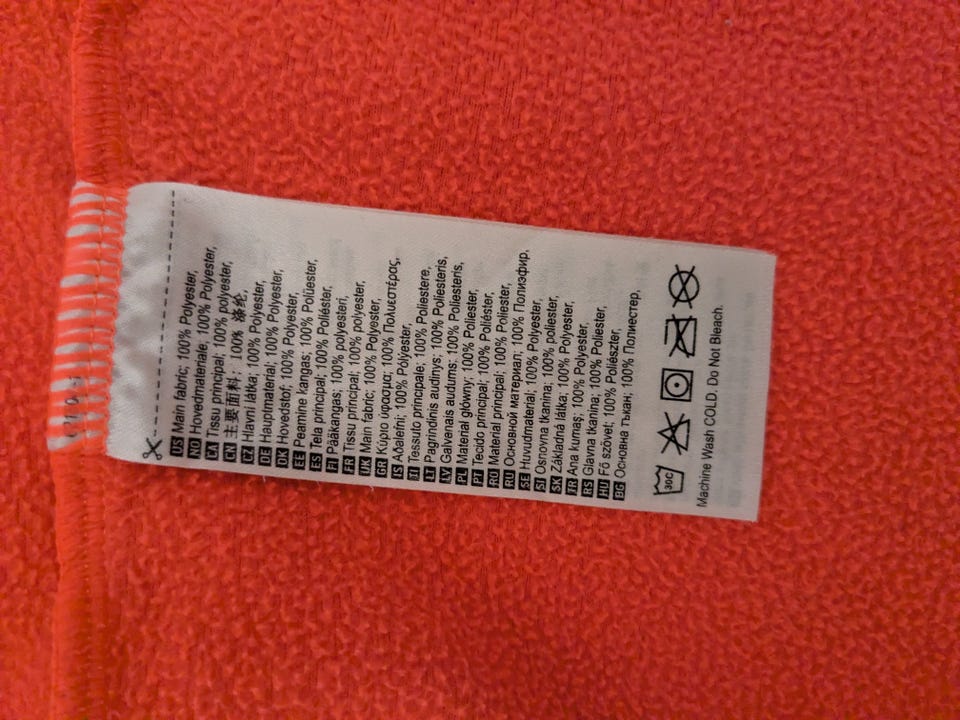 US Main fabric; 100% Polyester,
NO Hovedmateriale, 100% Polyester,
CA Tissu principal; 100% polyester,
CN 主要面料; 100% 涤纶,
CZ Hlavní látka; 100% Polyester,
DE Hauptmaterial; 100% Polyester,
DK Hovedstof; 100% Polyester,
EE Peamine kangas; 100% Polüester,
ES Tela principal; 100% Poliéster,
FI Pääkangas; 100% polyesteri,
FR Tissu principal; 100% polyester,
UK Main fabric; 100% Polyester,
GR Κύριο ύφασμα; 100% Πολυεστέρας,
IS Aðalefni; 100% Polyester,
IT Tessuto principale; 100% Poliestere,
LT Pagrindinis audinys; 100% Poliesteris,
LV Galvenais audums; 100% Poliesteris,
PL Materiał główny; 100% Poliester,
PT Tecido principal; 100% Poliéster,
RO Material principal; 100% Poliester,
RU Основной материал; 100% Полиэфир,
SE Huvudmaterial; 100% Polyester,
SI Osnovna tkanina; 100% poliester,
SK Základná látka; 100% Polyester,
TR Ana kumaş; 100% Polyester,
RS Glavna tkanina; 100% Poliester,
HU Fő szövet; 100% Poliészter,
BG Основна тъкан, 100% Полиестер,
30C
Machine Wash COLD. Do Not Bleach.